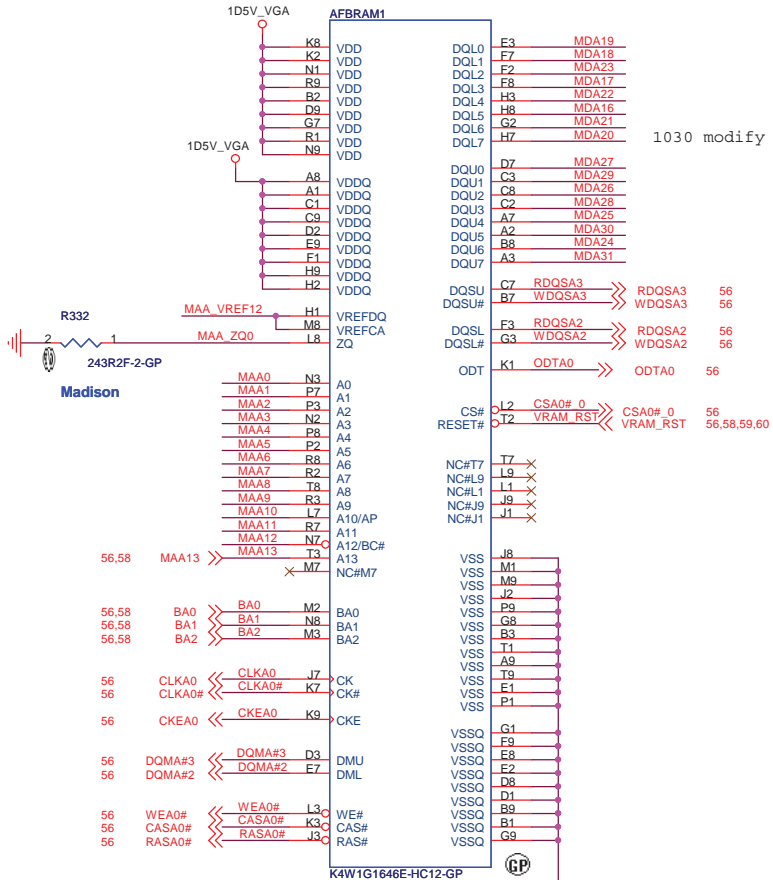 1D5V_VGA
AFBRAM1
K8 VDD
K2 VDD
N1 VDD
R9 VDD
B2 VDD
D9 VDD
G7 VDD
R1 VDD
N9 VDD
1D5V_VGA
A8 VDDQ
A1 VDDQ
C1 VDDQ
C9 VDDQ
D2 VDDQ
E9 VDDQ
F1 VDDQ
H9 VDDQ
H2 VDDQ
MAA_VREF12 H1 VREFDQ
M8 VREFCA
R332
2 1 MAA_ZQ0 L8 ZQ
243R2F-2-GP
Madison
MAA0 N3 A0
MAA1 P7 A1
MAA2 P3 A2
MAA3 N2 A3
MAA4 P8 A4
MAA5 P2 A5
MAA6 R8 A6
MAA7 R2 A7
MAA8 T8 A8
MAA9 R3 A9
MAA10 L7 A10/AP
MAA11 R7 A11
MAA12 N7 A12/BC#
56,58 MAA13 MAA13 T3 A13
M7 NC#M7
56,58 BA0 BA0 M2 BA0
56,58 BA1 BA1 N8 BA1
56,58 BA2 BA2 M3 BA2
56 CLKA0 CLKA0 J7 CK
56 CLKA0# CLKA0# K7 CK#
56 CKEA0 CKEA0 K9 CKE
56 DQMA#3 DQMA#3 D3 DMU
56 DQMA#2 DQMA#2 E7 DML
56 WEA0# WEA0# L3 WE#
56 CASA0# CASA0# K3 CAS#
56 RASA0# RASA0# J3 RAS#
DQL0 E3 MDA19
DQL1 F7 MDA18
DQL2 F2 MDA23
DQL3 F8 MDA17
DQL4 H3 MDA22
DQL5 H8 MDA16
DQL6 G2 MDA21
DQL7 H7 MDA20
1030 modify
DQU0 D7 MDA27
DQU1 C3 MDA29
DQU2 C8 MDA26
DQU3 C2 MDA28
DQU4 A7 MDA25
DQU5 A2 MDA30
DQU6 B8 MDA24
DQU7 A3 MDA31
DQSU C7 RDQSA3 RDQSA3 56
DQSU# B7 WDQSA3 WDQSA3 56
DQSL F3 RDQSA2 RDQSA2 56
DQSL# G3 WDQSA2 WDQSA2 56
ODT K1 ODTA0 ODTA0 56
CS# L2 CSA0#_0 CSA0#_0 56
RESET# T2 VRAM_RST VRAM_RST 56,58,59,60
NC#T7 T7
NC#L9 L9
NC#L1 L1
NC#J9 J9
NC#J1 J1
VSS J8
VSS M1
VSS M9
VSS J2
VSS P9
VSS G8
VSS B3
VSS T1
VSS A9
VSS T9
VSS E1
VSS P1
VSSQ G1
VSSQ F9
VSSQ E8
VSSQ E2
VSSQ D8
VSSQ D1
VSSQ B9
VSSQ B1
VSSQ G9
GP
K4W1G1646E-HC12-GP